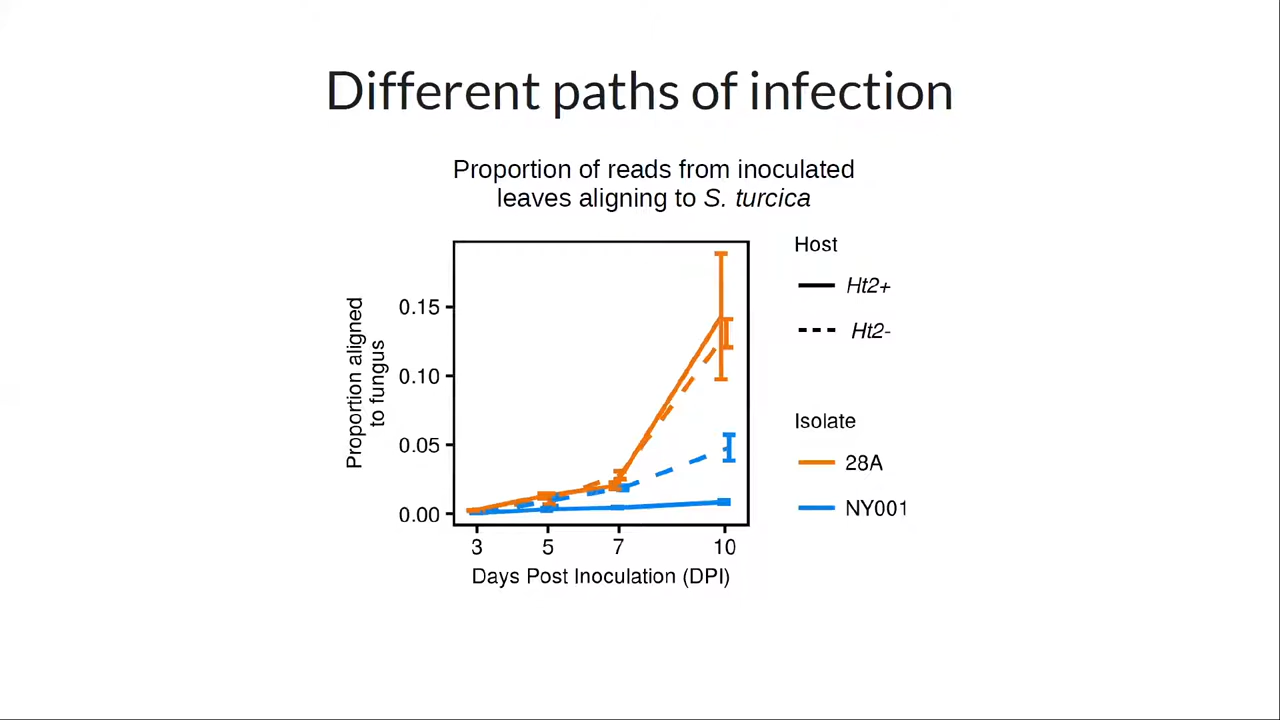 Different paths of infection
Proportion of reads from inoculated
leaves aligning to S. turcica
Proportion aligned
to fungus
0.15
0.10
0.05
0.00
3 5 7 10
Days Post Inoculation (DPI)
Host
Ht2+
Ht2-
Isolate
28A
NY001